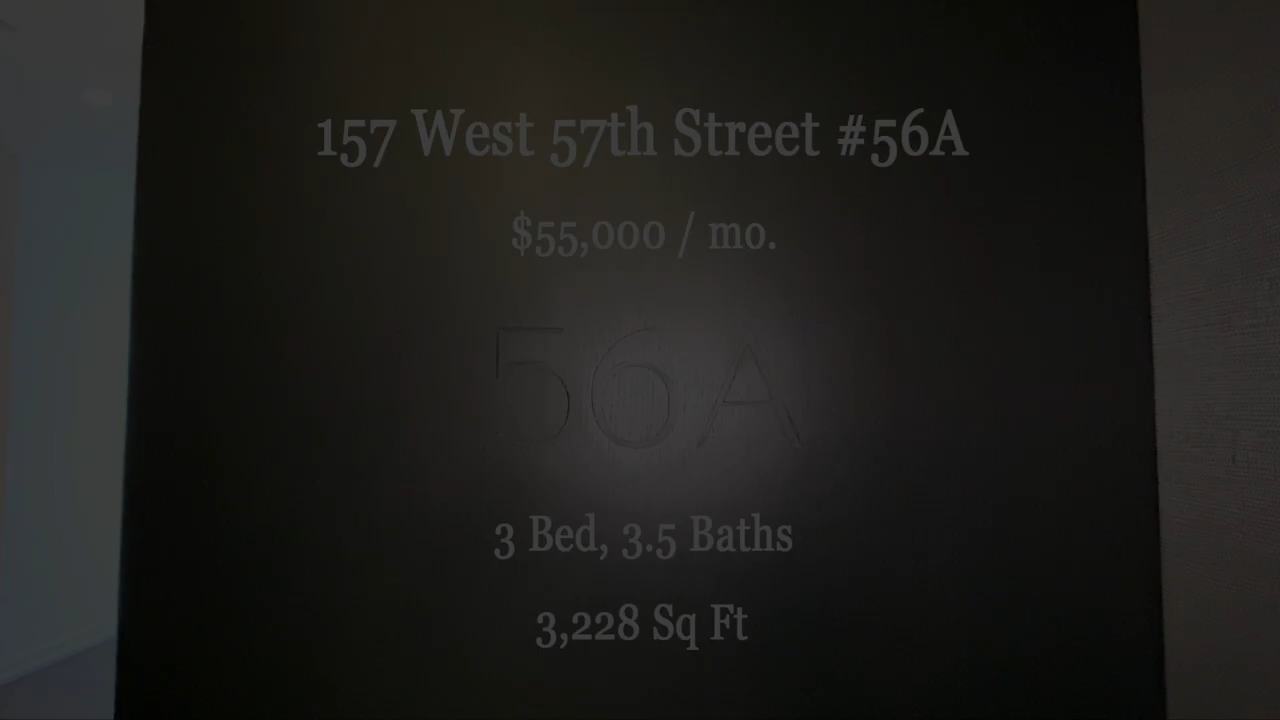 157 West 57th Street #56A
$55,000 / mo.
56A
3 Bed, 3.5 Baths
3,228 Sq Ft